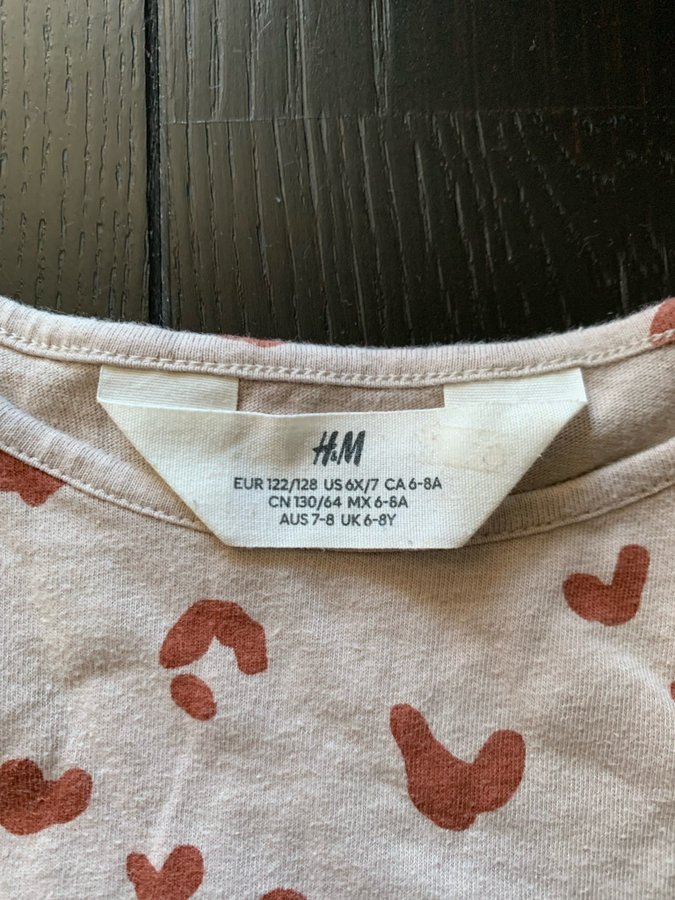 H&M
EUR 122/128 US 6X/7 CA 6-8A
CN 130/64 MX 6-8A
AUS 7-8 UK 6-8Y